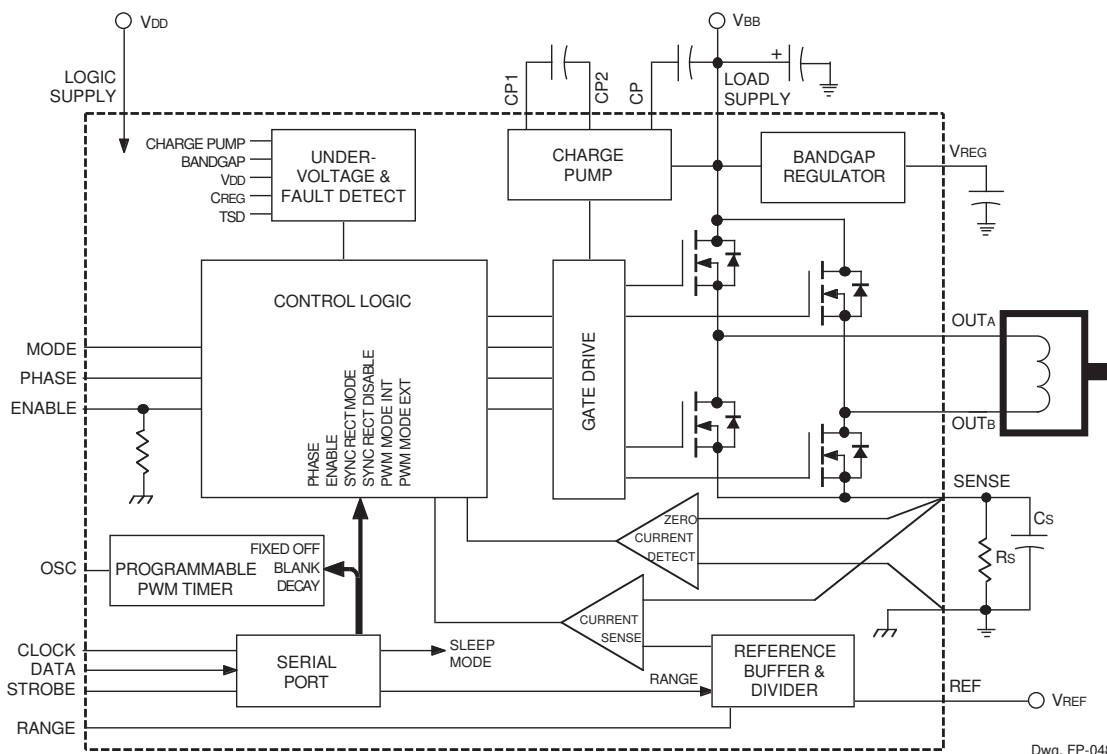 VDD
VBB
LOGIC
SUPPLY
CP1
CP2
CP
+
LOAD
SUPPLY
CHARGE PUMP
BANDGAP
VDD
CREG
TSD
UNDER-
VOLTAGE &
FAULT DETECT
CHARGE
PUMP
BANDGAP
REGULATOR
VREG
CONTROL LOGIC
MODE
PHASE
ENABLE
PHASE
ENABLE
SYNC RECT MODE
SYNC RECT DISABLE
PWM MODE INT
PWM MODE EXT
GATE DRIVE
OUTA
OUTB
SENSE
ZERO
CURRENT
DETECT
CS
RS
OSC
PROGRAMMABLE
PWM TIMER
FIXED OFF
BLANK
DECAY
CURRENT
SENSE
CLOCK
DATA
STROBE
SERIAL
PORT
SLEEP
MODE
RANGE
REFERENCE
BUFFER &
DIVIDER
REF
VREF
RANGE